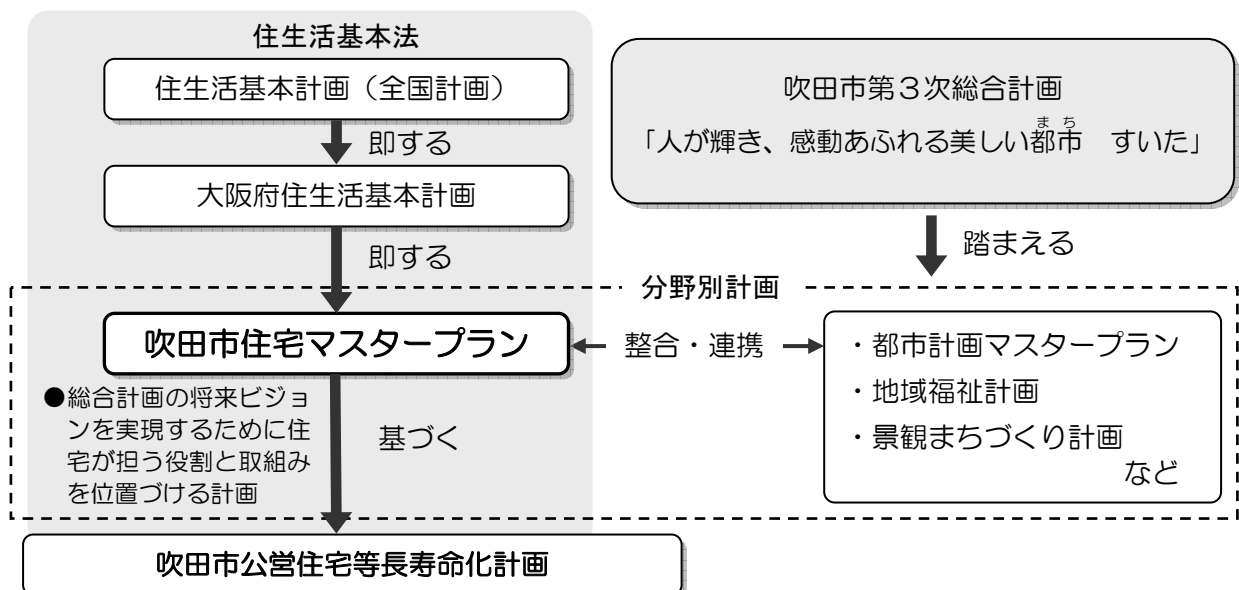 住生活基本法
住生活基本計画（全国計画）
即する
大阪府住生活基本計画
即する
吹田市第３次総合計画
「人が輝き、感動あふれる美しい都市　すいた」
まち
踏まえる
分野別計画
吹田市住宅マスタープラン
整合・連携
・都市計画マスタープラン
・地域福祉計画
・景観まちづくり計画
など
●総合計画の将来ビジョ
ンを実現するために住
宅が担う役割と取組み
を位置づける計画
基づく
吹田市公営住宅等長寿命化計画